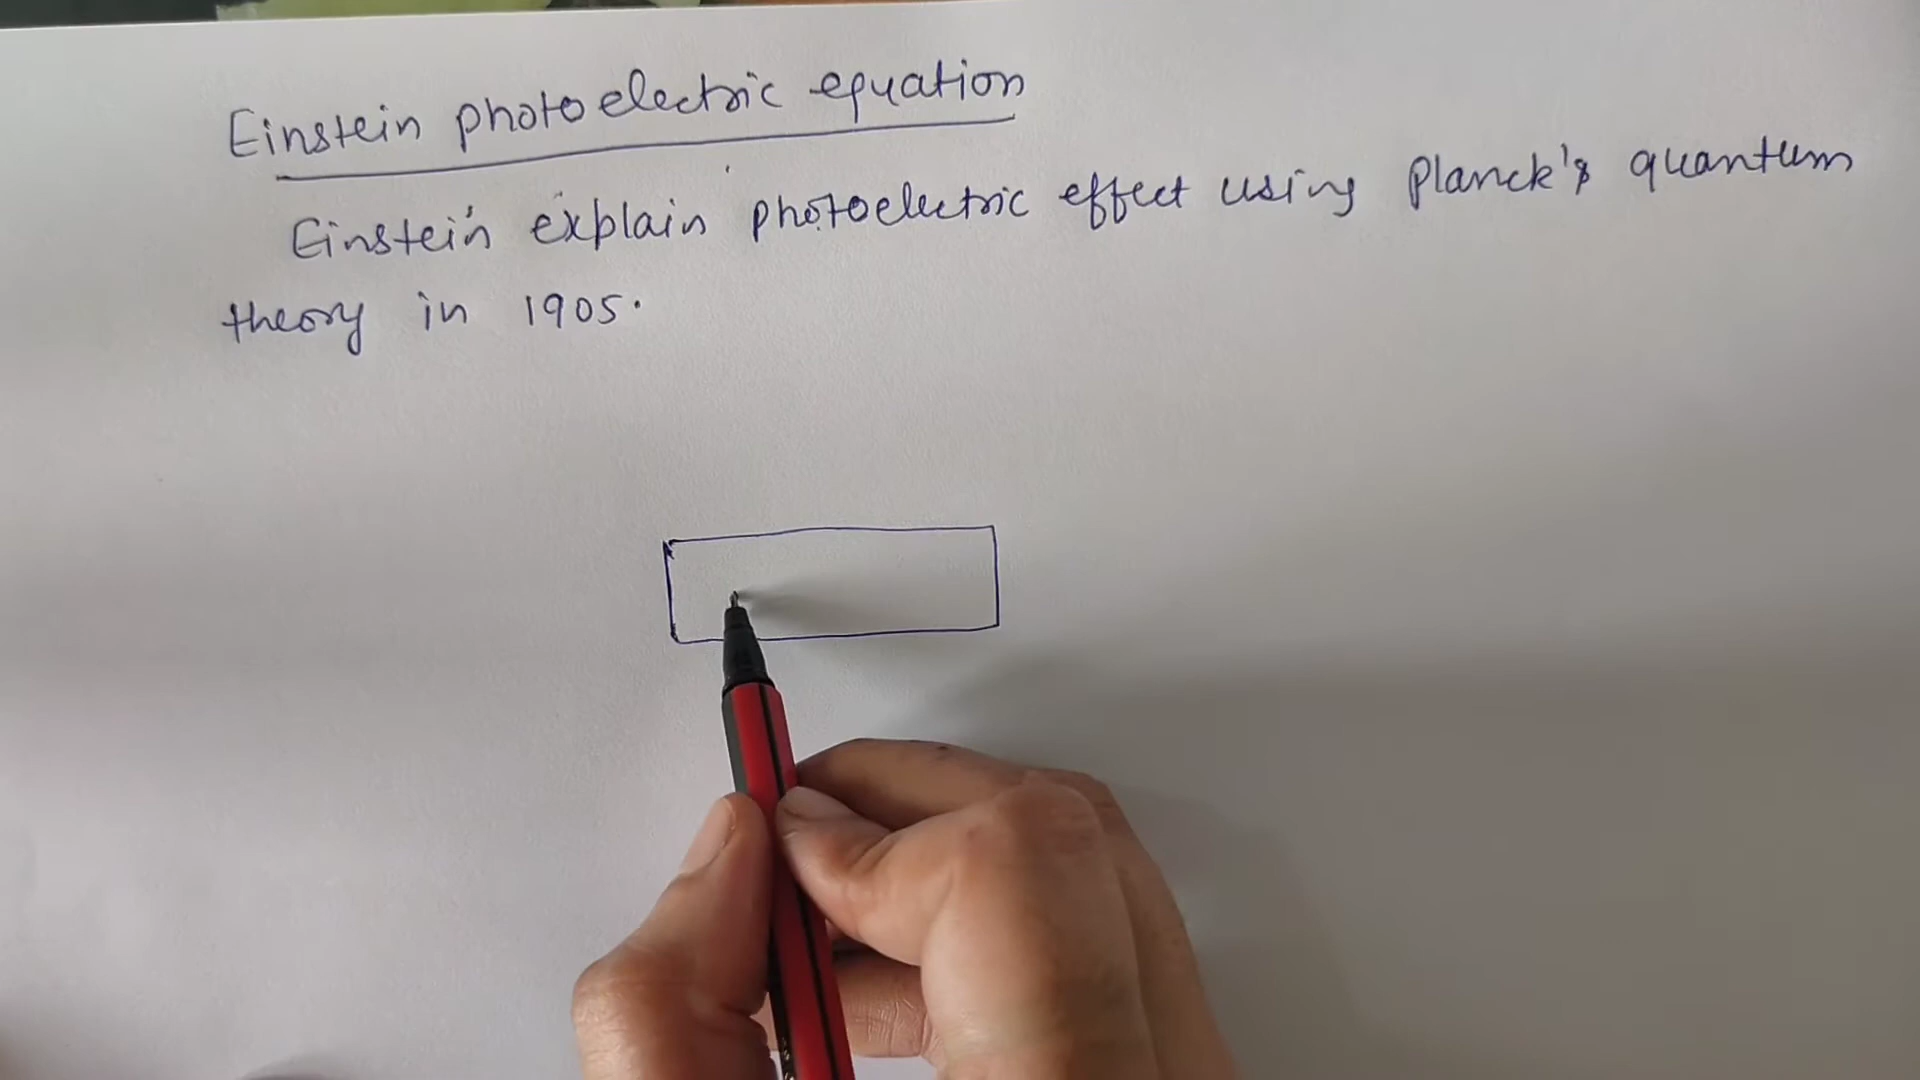 Einstein photoelectric equation
Einstein explain photoelectric effect using Planck's quantum
theory in 1905.